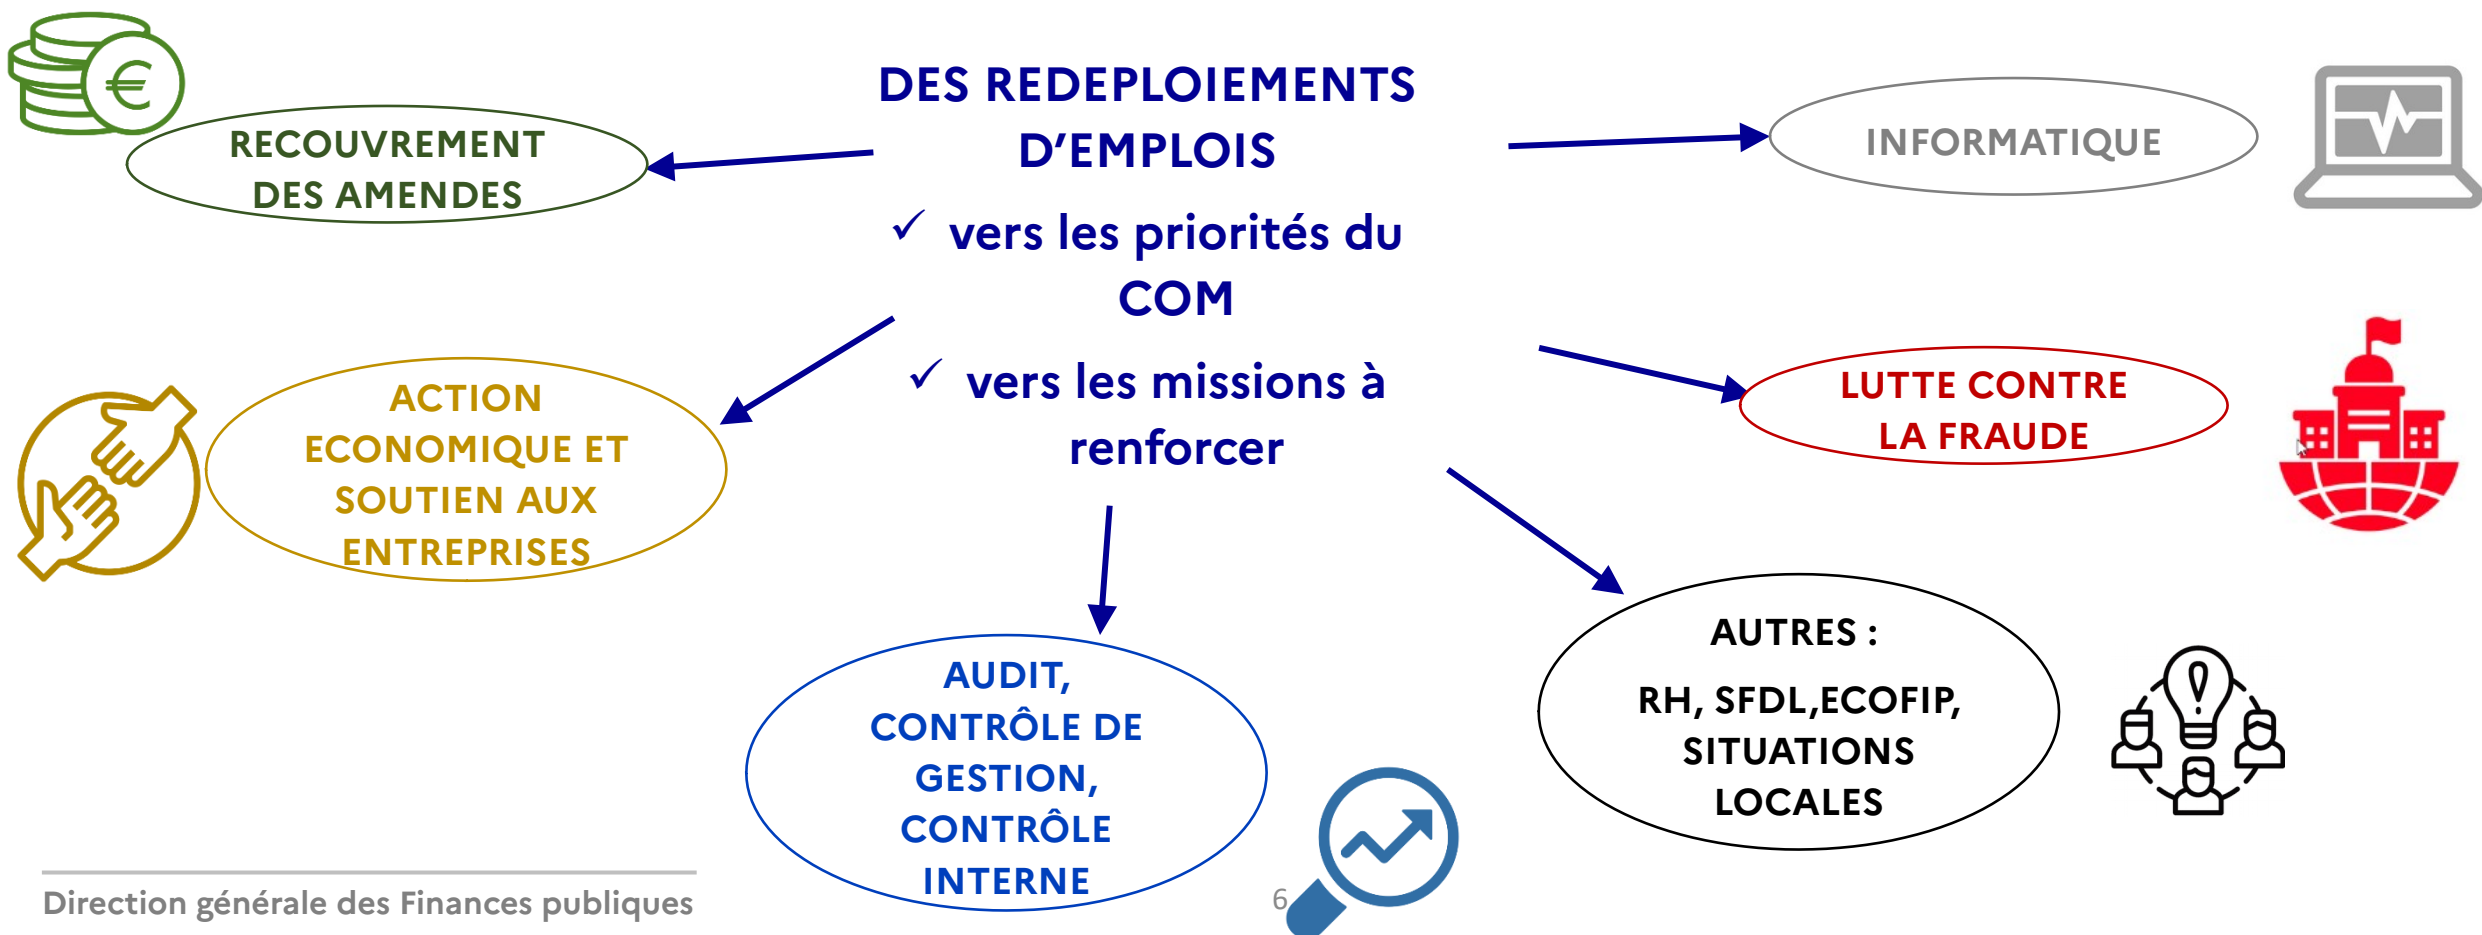 DES REDEPLOIEMENTS
D’EMPLOIS
✓ vers les priorités du
COM
✓ vers les missions à
renforcer
RECOUVREMENT
DES AMENDES
INFORMATIQUE
ACTION
ECONOMIQUE ET
SOUTIEN AUX
ENTREPRISES
LUTTE CONTRE
LA FRAUDE
AUDIT,
CONTRÔLE DE
GESTION,
CONTRÔLE
INTERNE
AUTRES :
RH, SFDL,ECOFIP,
SITUATIONS
LOCALES
Direction générale des Finances publiques
6